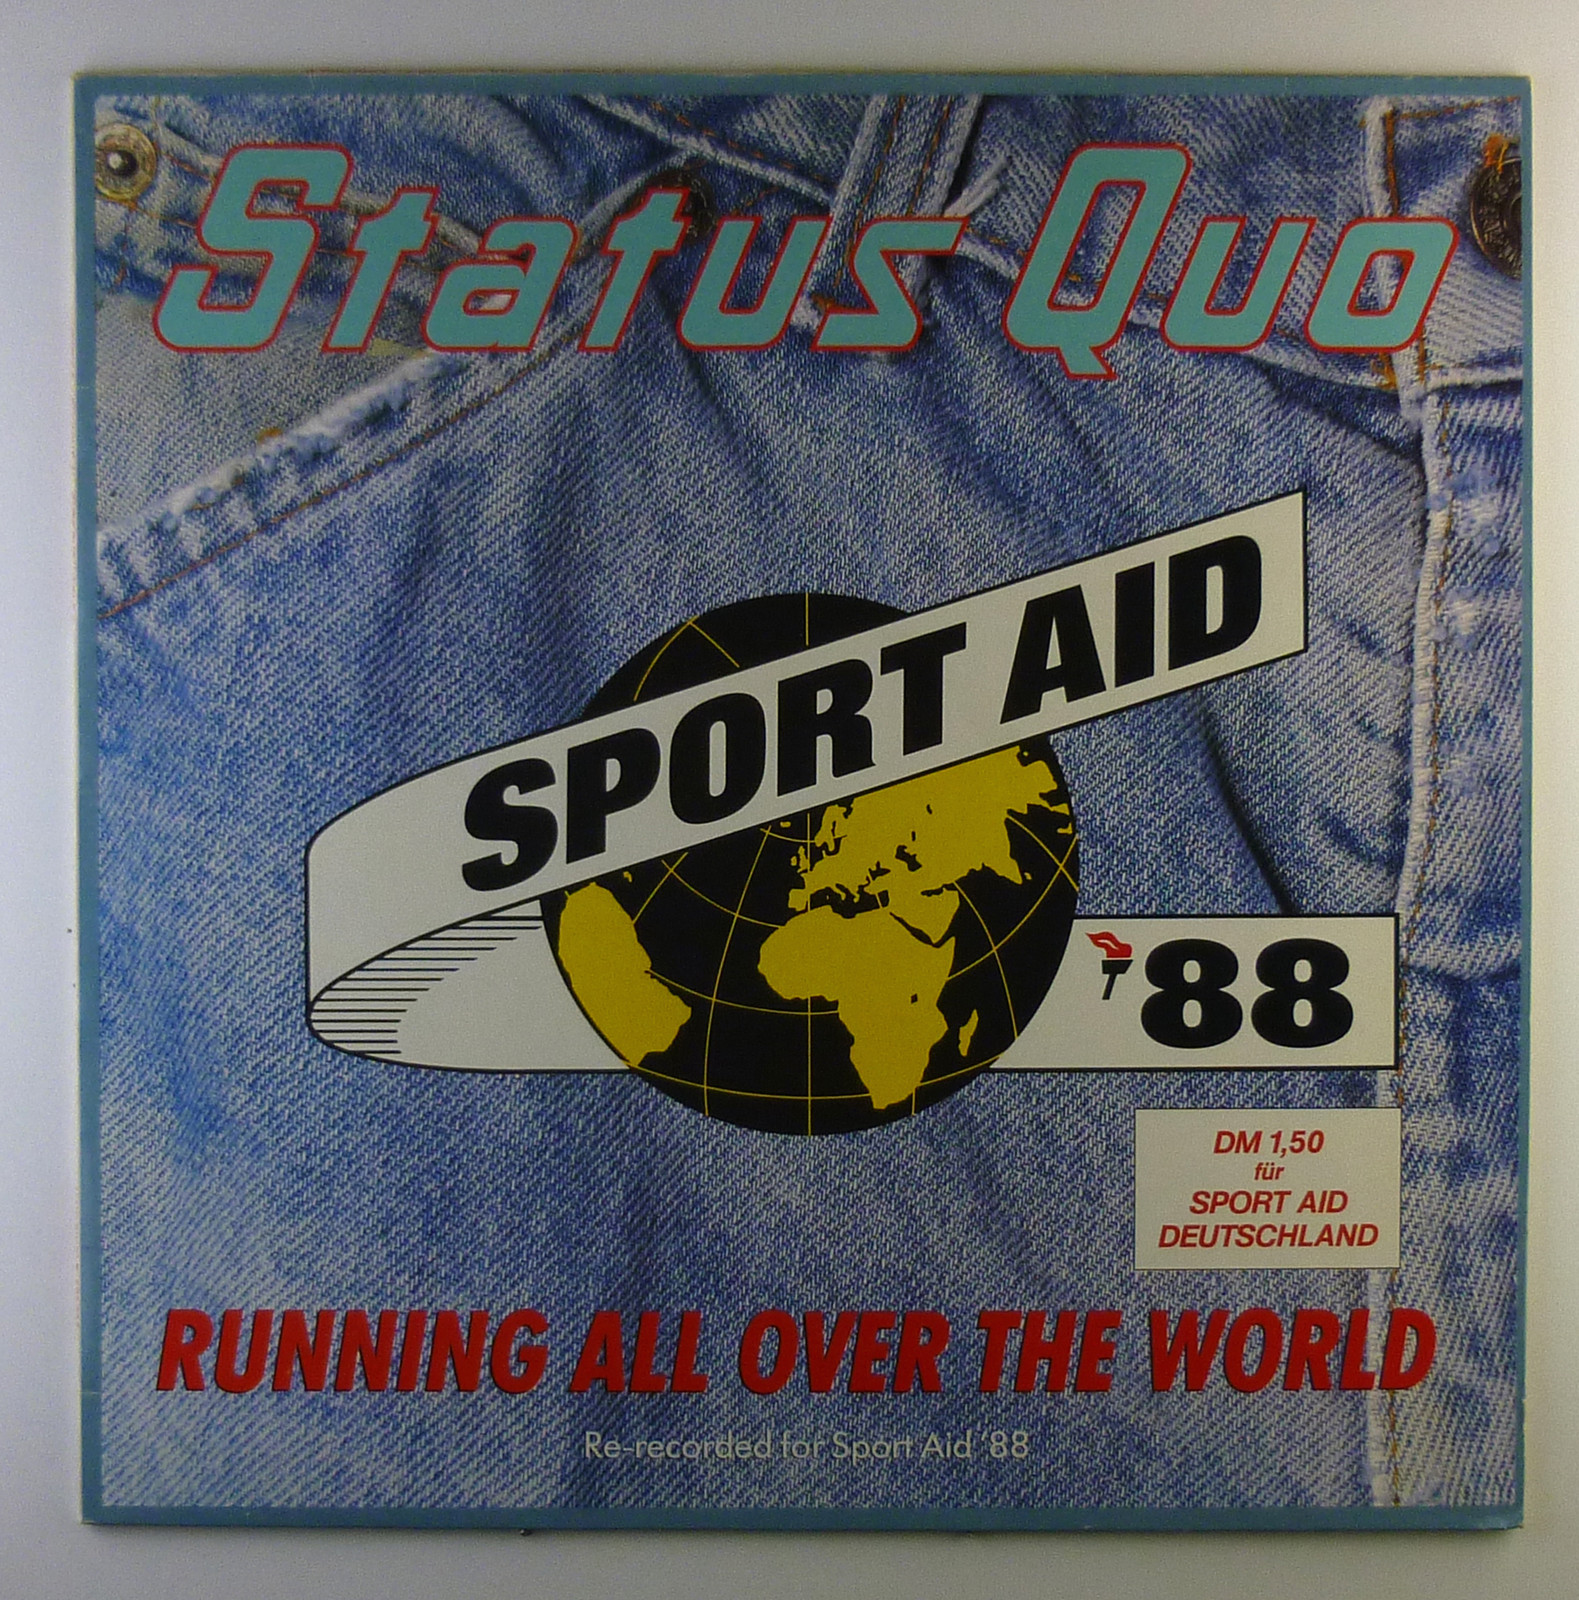 Status Quo
SPORT AID
'88
DM 1,50
für
SPORT AID
DEUTSCHLAND
RUNNING ALL OVER THE WORLD
Re-recorded for Sport Aid '88